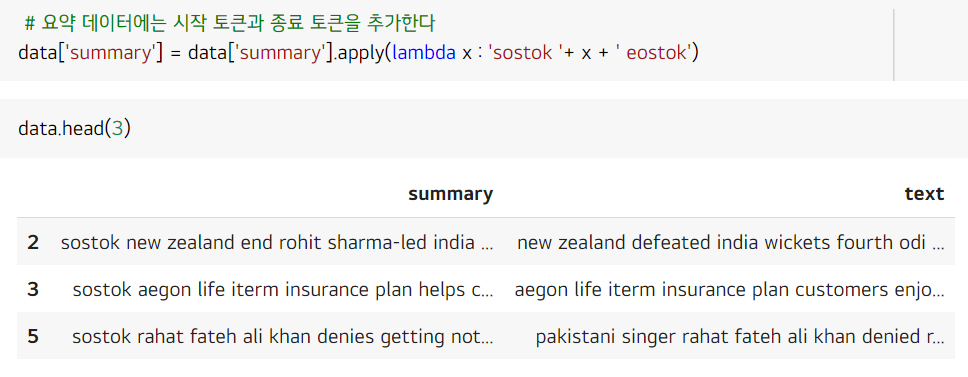 # 요약 데이터에는 시작 토큰과 종료 토큰을 추가한다
data['summary'] = data['summary'].apply(lambda x : 'sostok '+ x + ' eostok')
data.head(3)
summary text
2 sostok new zealand end rohit sharma-led india ... new zealand defeated india wickets fourth odi ...
3 sostok aegon life iterm insurance plan helps c... aegon life iterm insurance plan customers enjo...
5 sostok rahat fateh ali khan denies getting not... pakistani singer rahat fateh ali khan denied r...